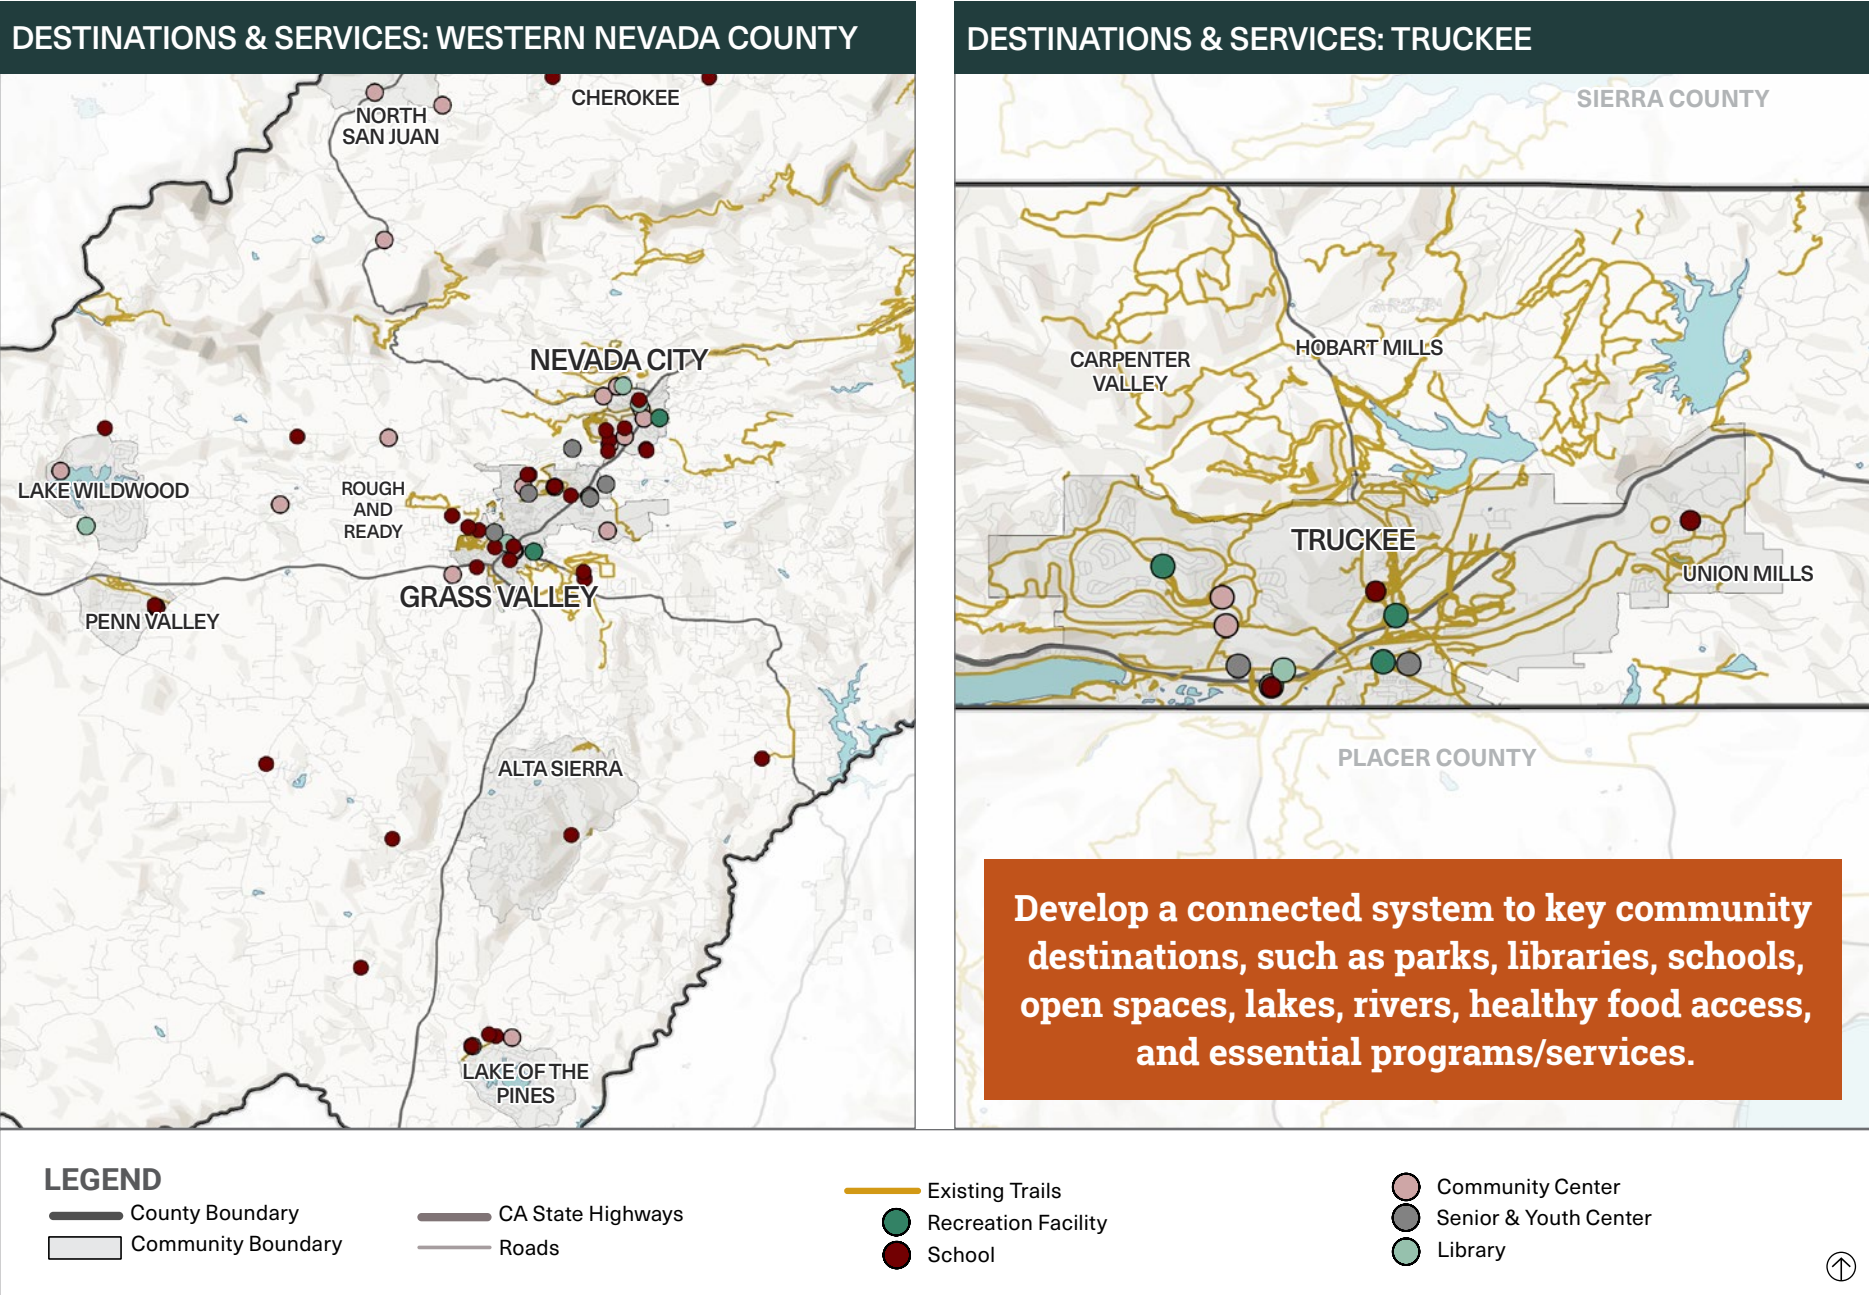 DESTINATIONS & SERVICES: WESTERN NEVADA COUNTY
CHEROKEE
NORTH
SAN JUAN
NEVADA CITY
LAKE WILDWOOD
ROUGH
AND
READY
GRASS VALLEY
PENN VALLEY
ALTA SIERRA
LAKE OF THE
PINES
DESTINATIONS & SERVICES: TRUCKEE
SIERRA COUNTY
HOBART MILLS
CARPENTER
VALLEY
TRUCKEE
UNION MILLS
PLACER COUNTY
Develop a connected system to key community
destinations, such as parks, libraries, schools,
open spaces, lakes, rivers, healthy food access,
and essential programs/services.
LEGEND
County Boundary
Community Boundary
CA State Highways
Roads
Existing Trails
Recreation Facility
School
Community Center
Senior & Youth Center
Library